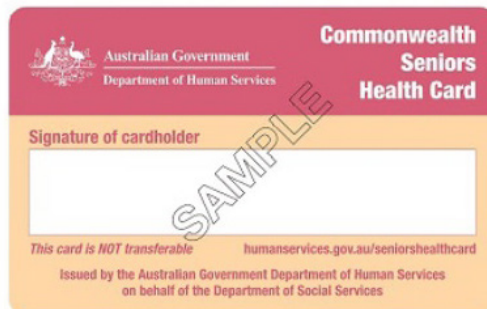 Australian Government
Department of Human Services
Commonwealth
Seniors
Health Card
Signature of cardholder
SAMPLE
This card is NOT transferable
humanservices.gov.au/seniorshealthcard
Issued by the Australian Government Department of Human Services
on behalf of the Department of Social Services